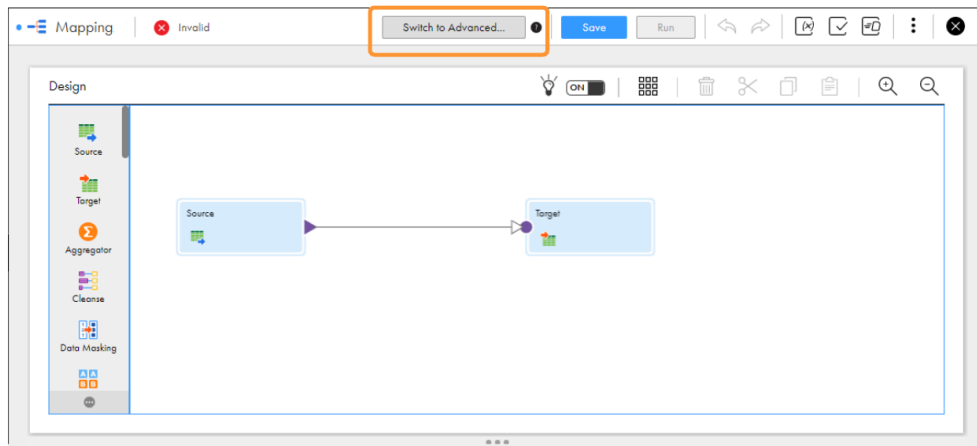 Mapping
Invalid
Switch to Advanced...
?
Save
Run
(x)
Design
ON
Source
Target
Aggregator
Cleanse
Data Masking
Source
Target